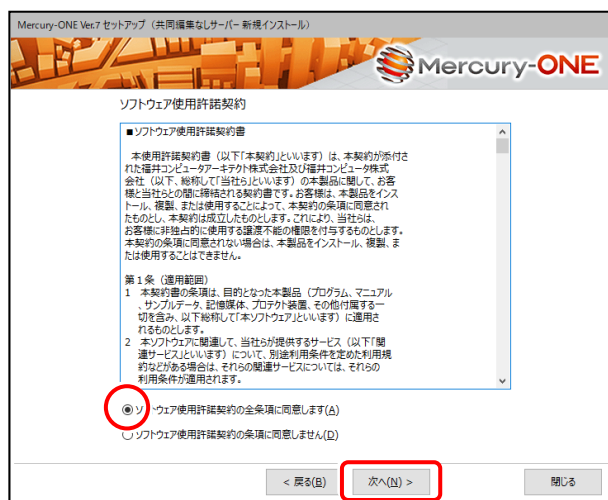 Mercury-ONE Ver.7 セットアップ（共同編集なしサーバー 新規インストール）
Mercury-ONE
ソフトウェア使用許諾契約
■ソフトウェア使用許諾契約書
本使用許諾契約書（以下「本契約」といいます）は、本契約が添付さ
れた福井コンピュータアーキテクト株式会社及び福井コンピュータ株式
会社（以下、総称して「当社ら」といいます）の本製品に関して、お客
様と当社らとの間に締結される契約書です。お客様は、本製品をインス
トール、複製、または使用することによって、本契約の条項に同意され
たものとし、本契約は成立したものとします。これにより、当社らは、
お客様に非独占的に使用する譲渡不能の権限を付与するものとします。
本契約の条項に同意されない場合は、本製品をインストール、複製、ま
たは使用することはできません。
第１条（適用範囲）
1 本契約書の条項は、目的となった本製品（プログラム、マニュアル
、サンプルデータ、記憶媒体、プロテクト装置、その他付属する一
切を含み、以下総称して「本ソフトウェア」といいます）に適用さ
れるものとします。
2 本ソフトウェアに関連して、当社らが提供するサービス（以下「関
連サービス」といいます）について、別途利用条件を定めた利用規
約などがある場合は、それらの関連サービスについては、それらの
利用条件が適用されます。
ソフトウェア使用許諾契約の全条項に同意します(A)
ソフトウェア使用許諾契約の条項に同意しません(D)
< 戻る(B)
次へ(N) >
閉じる